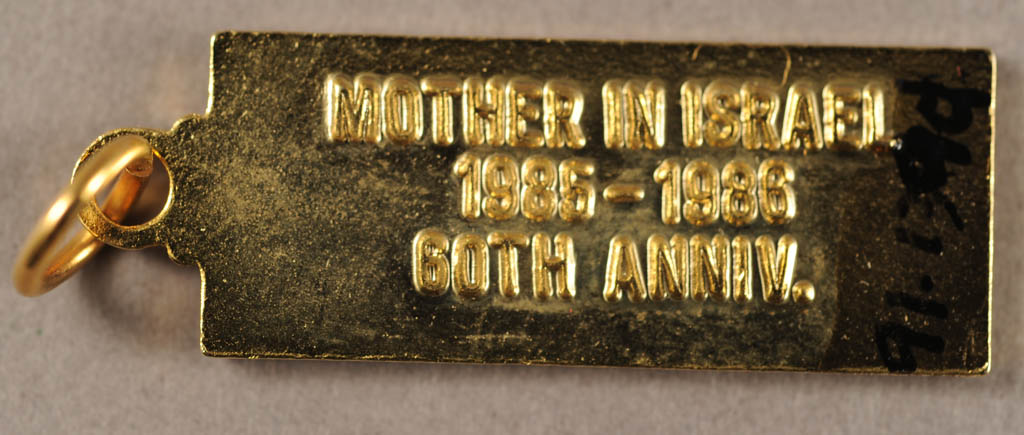 MOTHER IN ISRAEL
1985-1986
60TH ANNIV.